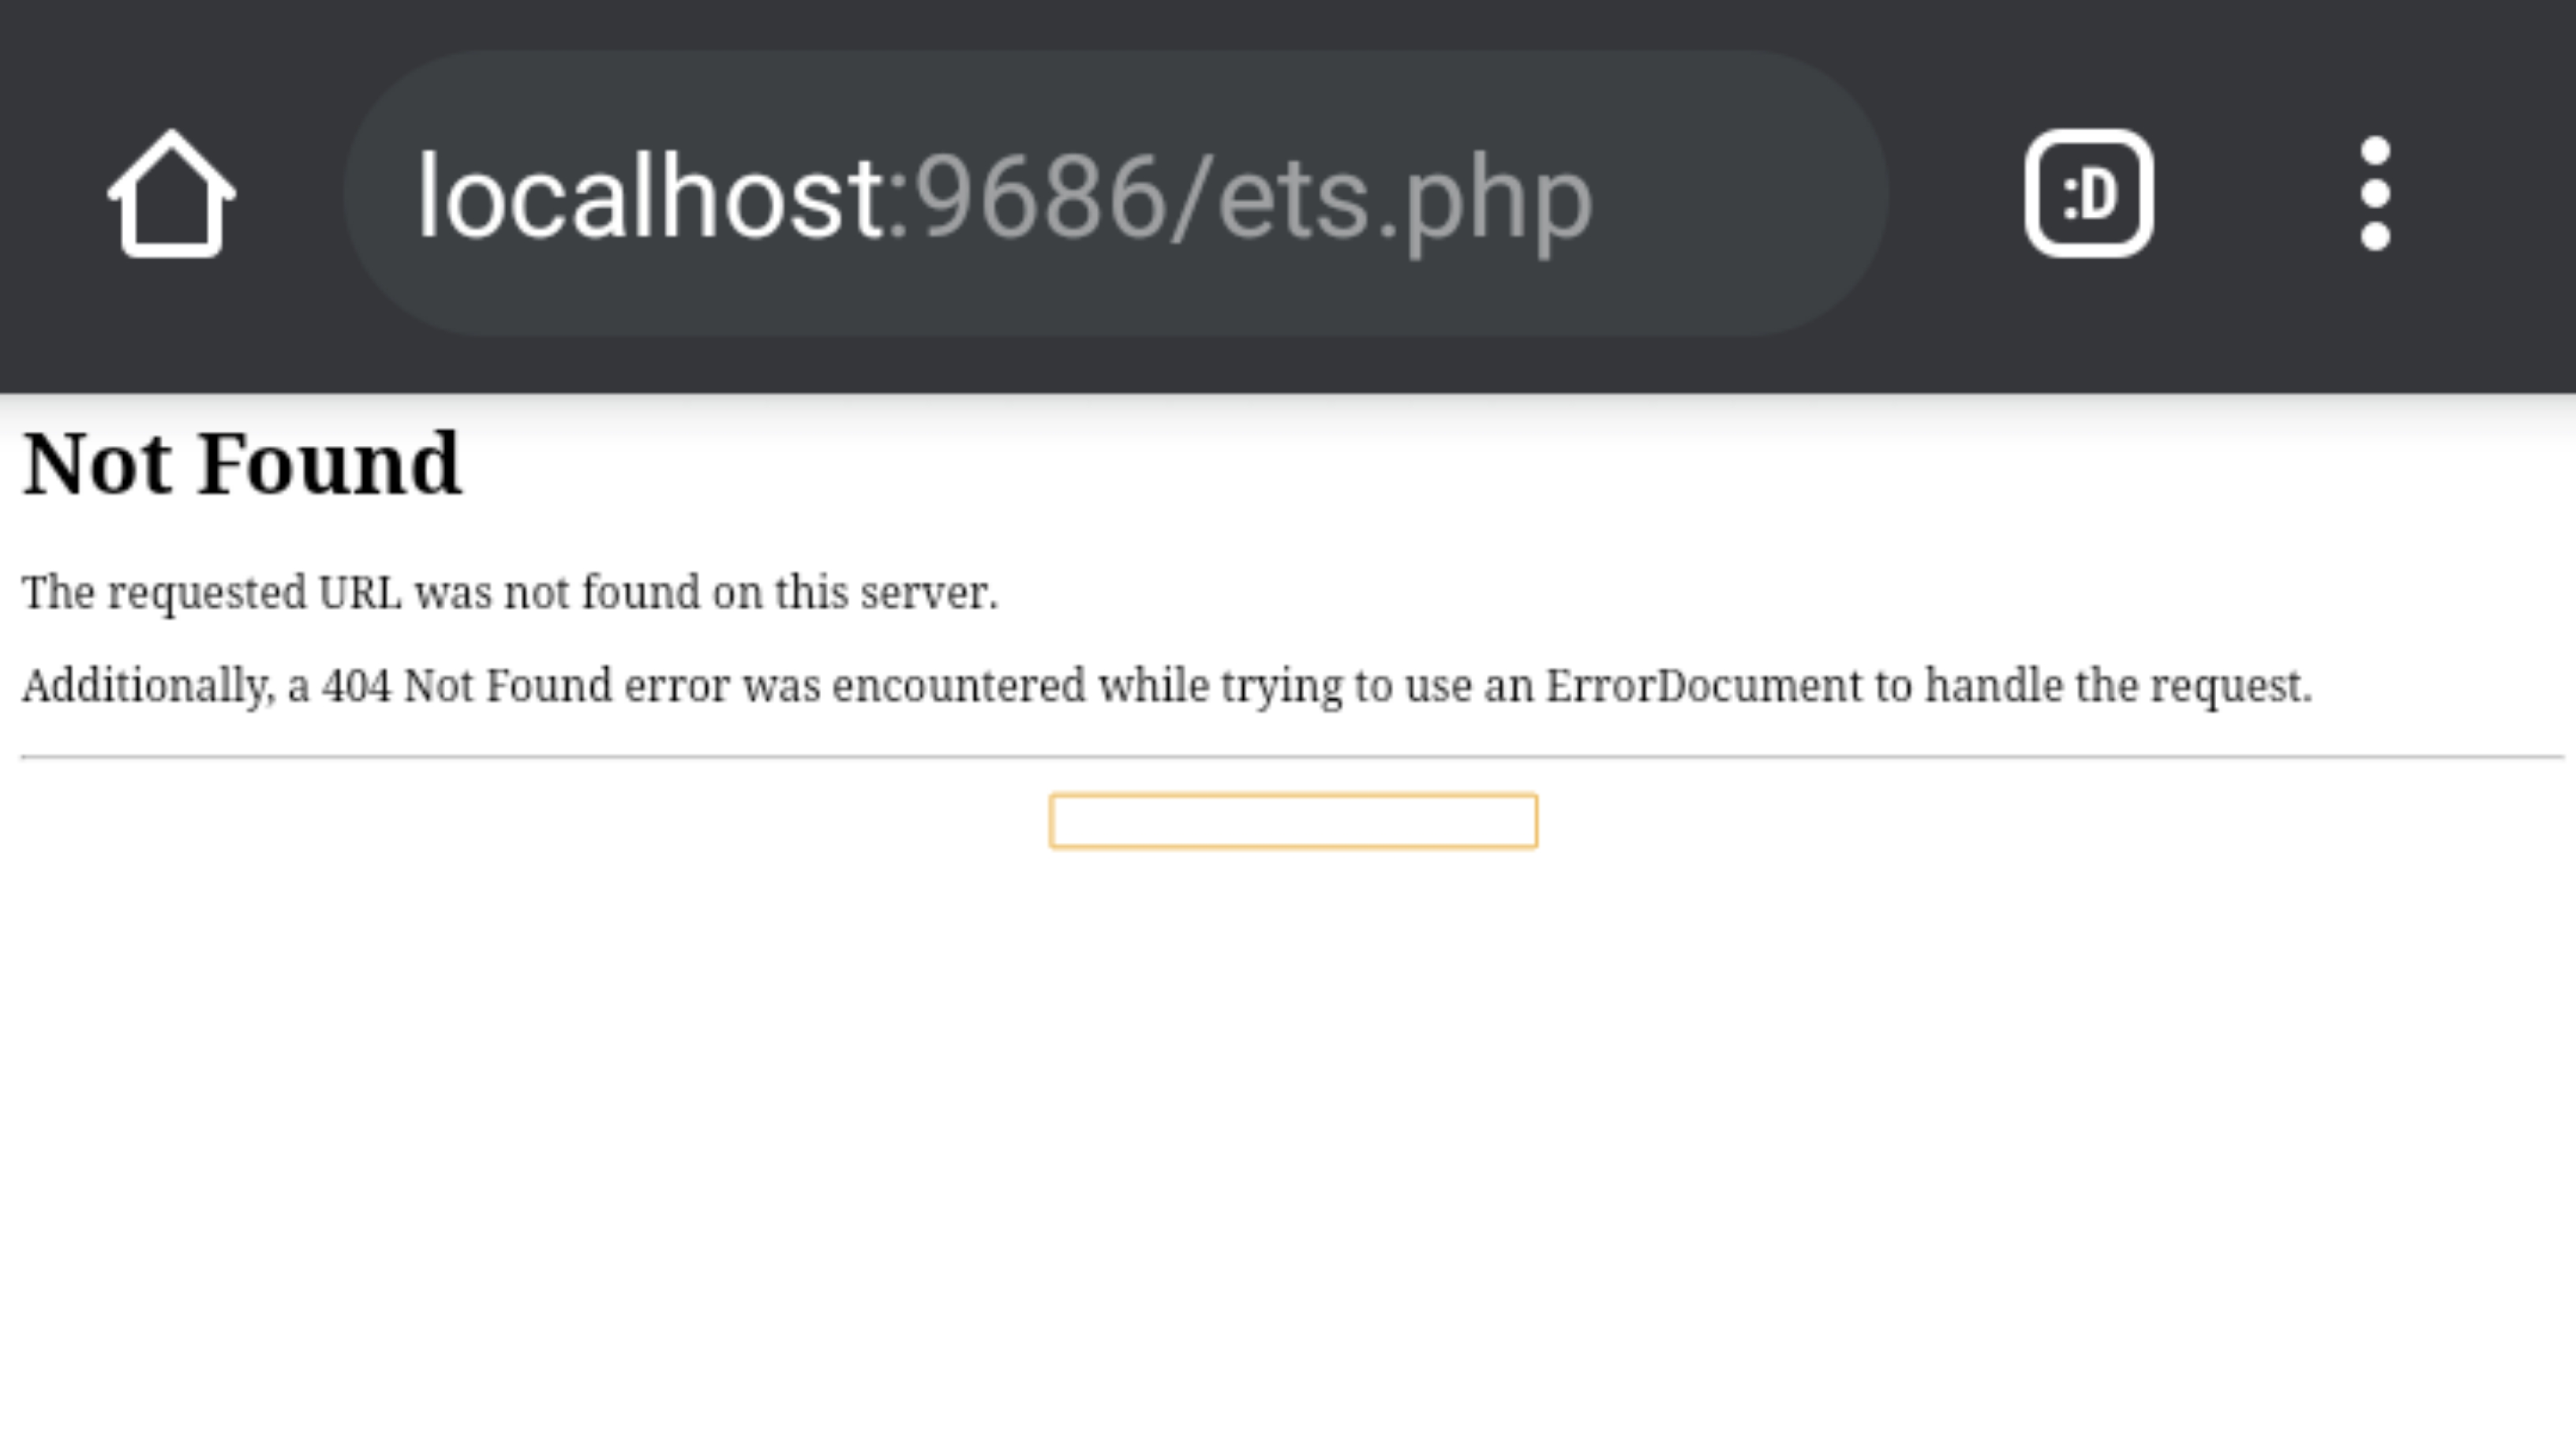 localhost:9686/ets.php
:D
Not Found
The requested URL was not found on this server.
Additionally, a 404 Not Found error was encountered while trying to use an ErrorDocument to handle the request.